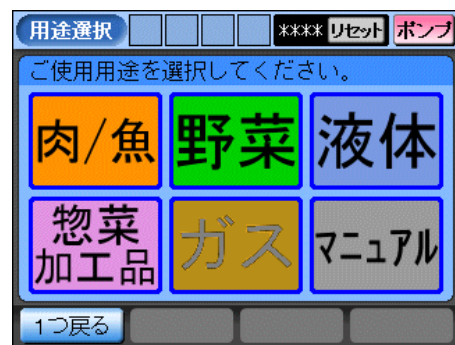 用途選択 **** リセット ポンプ
ご使用用途を選択してください。
肉/魚 野菜 液体
惣菜
加工品 ガス マニュアル
1つ戻る